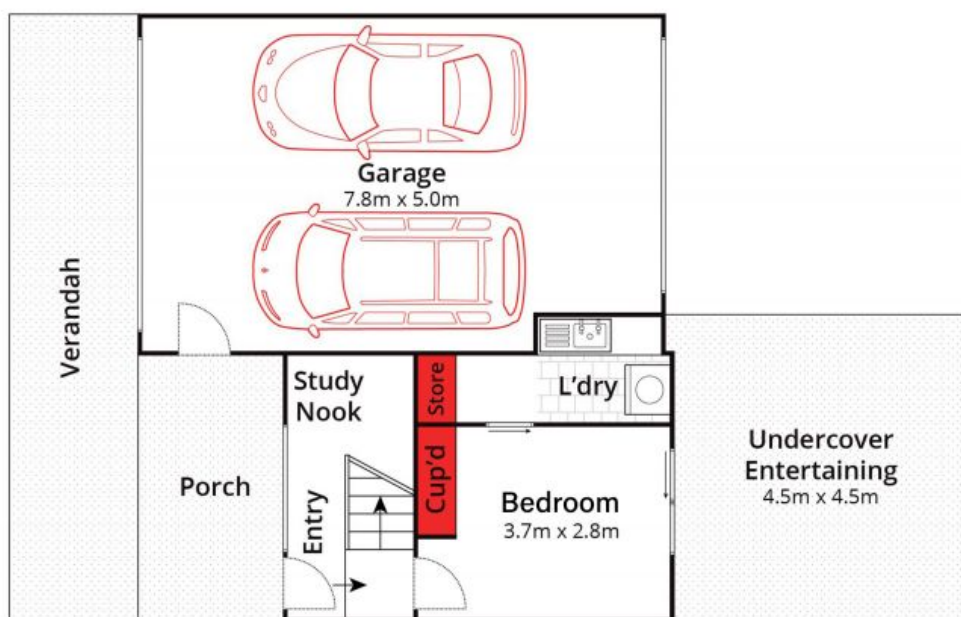 Garage
7.8m x 5.0m
Verandah
Study
Nook
Store
L'dry
Cup'd
Porch
Entry
Bedroom
3.7m x 2.8m
Undercover
Entertaining
4.5m x 4.5m